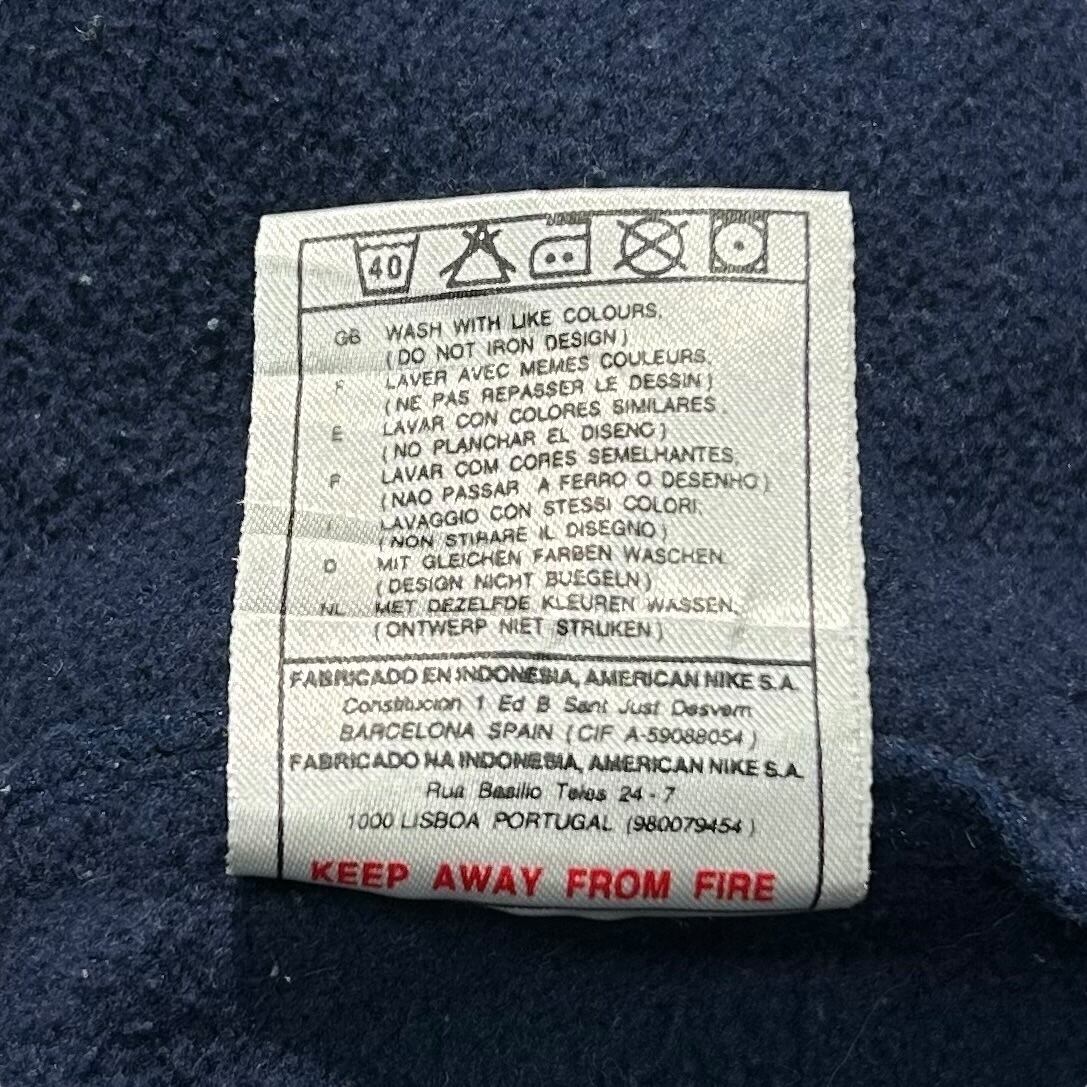 40
GB WASH WITH LIKE COLOURS.
(DO NOT IRON DESIGN)
F LAVER AVEC MEMES COULEURS.
(NE PAS REPASSER LE DESSIN)
E LAVAR CON COLORES SIMILARES.
(NO PLANCHAR EL DISENO)
P LAVAR COM CORES SEMELHANTES.
(NAO PASSAR A FERRO O DESENHO)
I LAVAGGIO CON STESSI COLORI.
(NON STIRARE IL DISEGNO)
D MIT GLEICHEN FARBEN WASCHEN.
(DESIGN NICHT BUEGELN)
NL MET DEZELFDE KLEUREN WASSEN.
(ONTWERP NIET STRIJKEN)
FABRICADO EN INDONESIA, AMERICAN NIKE S.A.
Constitucion 1 Ed B Sant Just Desvern
BARCELONA SPAIN (CIF A-59088054)
FABRICADO NA INDONESIA, AMERICAN NIKE S.A.
Rua Basilio Teles 24 - 7
1000 LISBOA PORTUGAL (980079454)
KEEP AWAY FROM FIRE